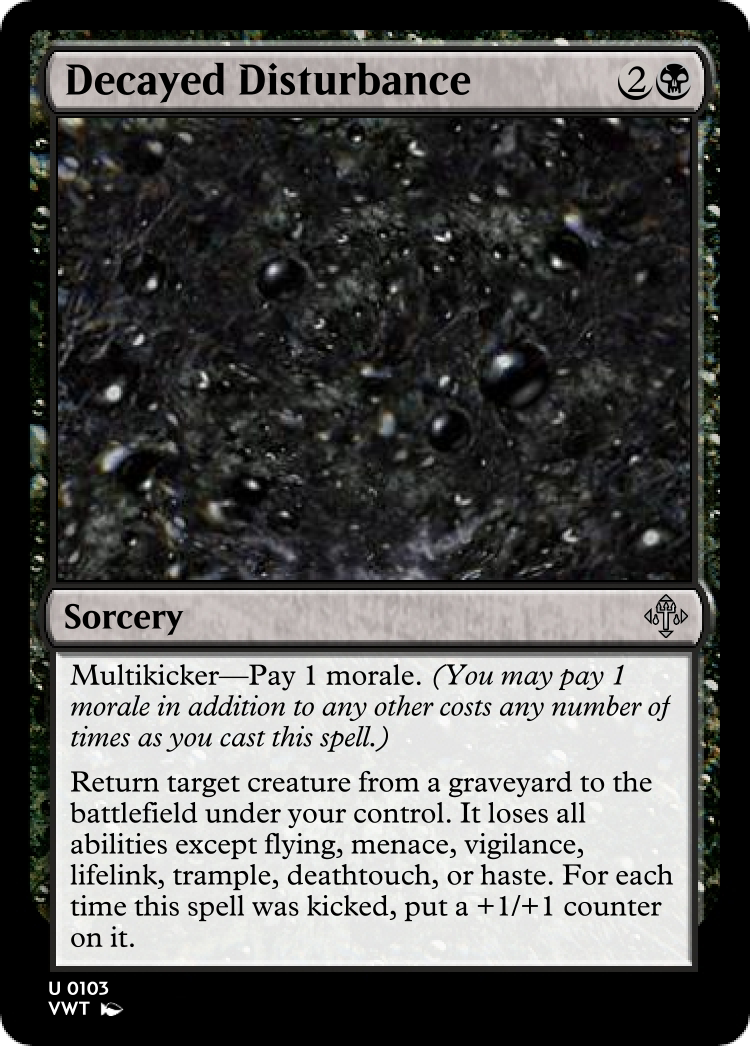 Decayed Disturbance 2
Sorcery
Multikicker—Pay 1 morale. (You may pay 1
morale in addition to any other costs any number of
times as you cast this spell.)
Return target creature from a graveyard to the
battlefield under your control. It loses all
abilities except flying, menace, vigilance,
lifelink, trample, deathtouch, or haste. For each
time this spell was kicked, put a +1/+1 counter
on it.
U 0103
VWT